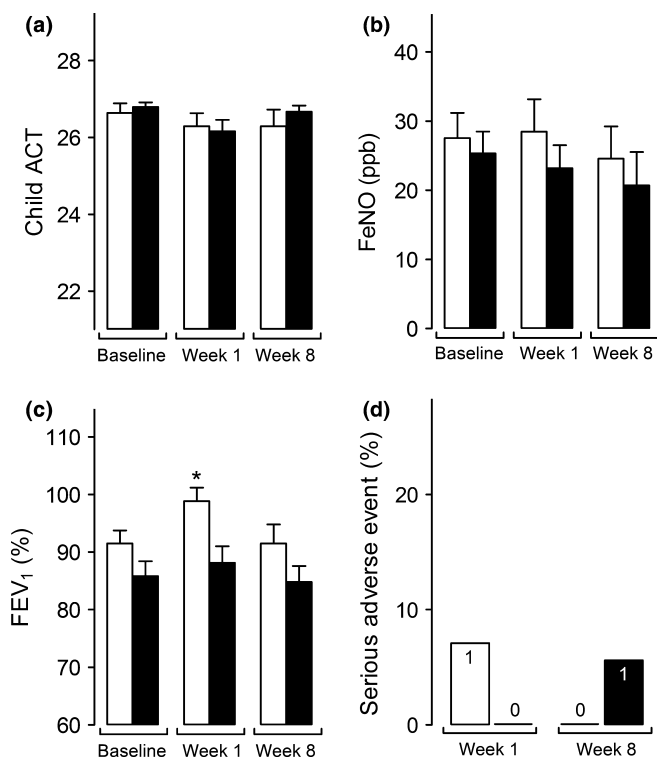 (a)
Child ACT
28
26
24
22
Baseline Week 1 Week 8
(b)
FeNO (ppb)
40
30
20
10
0
Baseline Week 1 Week 8
(c)
FEV₁ (%)
110
100
90
80
70
60
*
Baseline Week 1 Week 8
(d)
Serious adverse event (%)
20
10
0
1 0 0 1
Week 1 Week 8